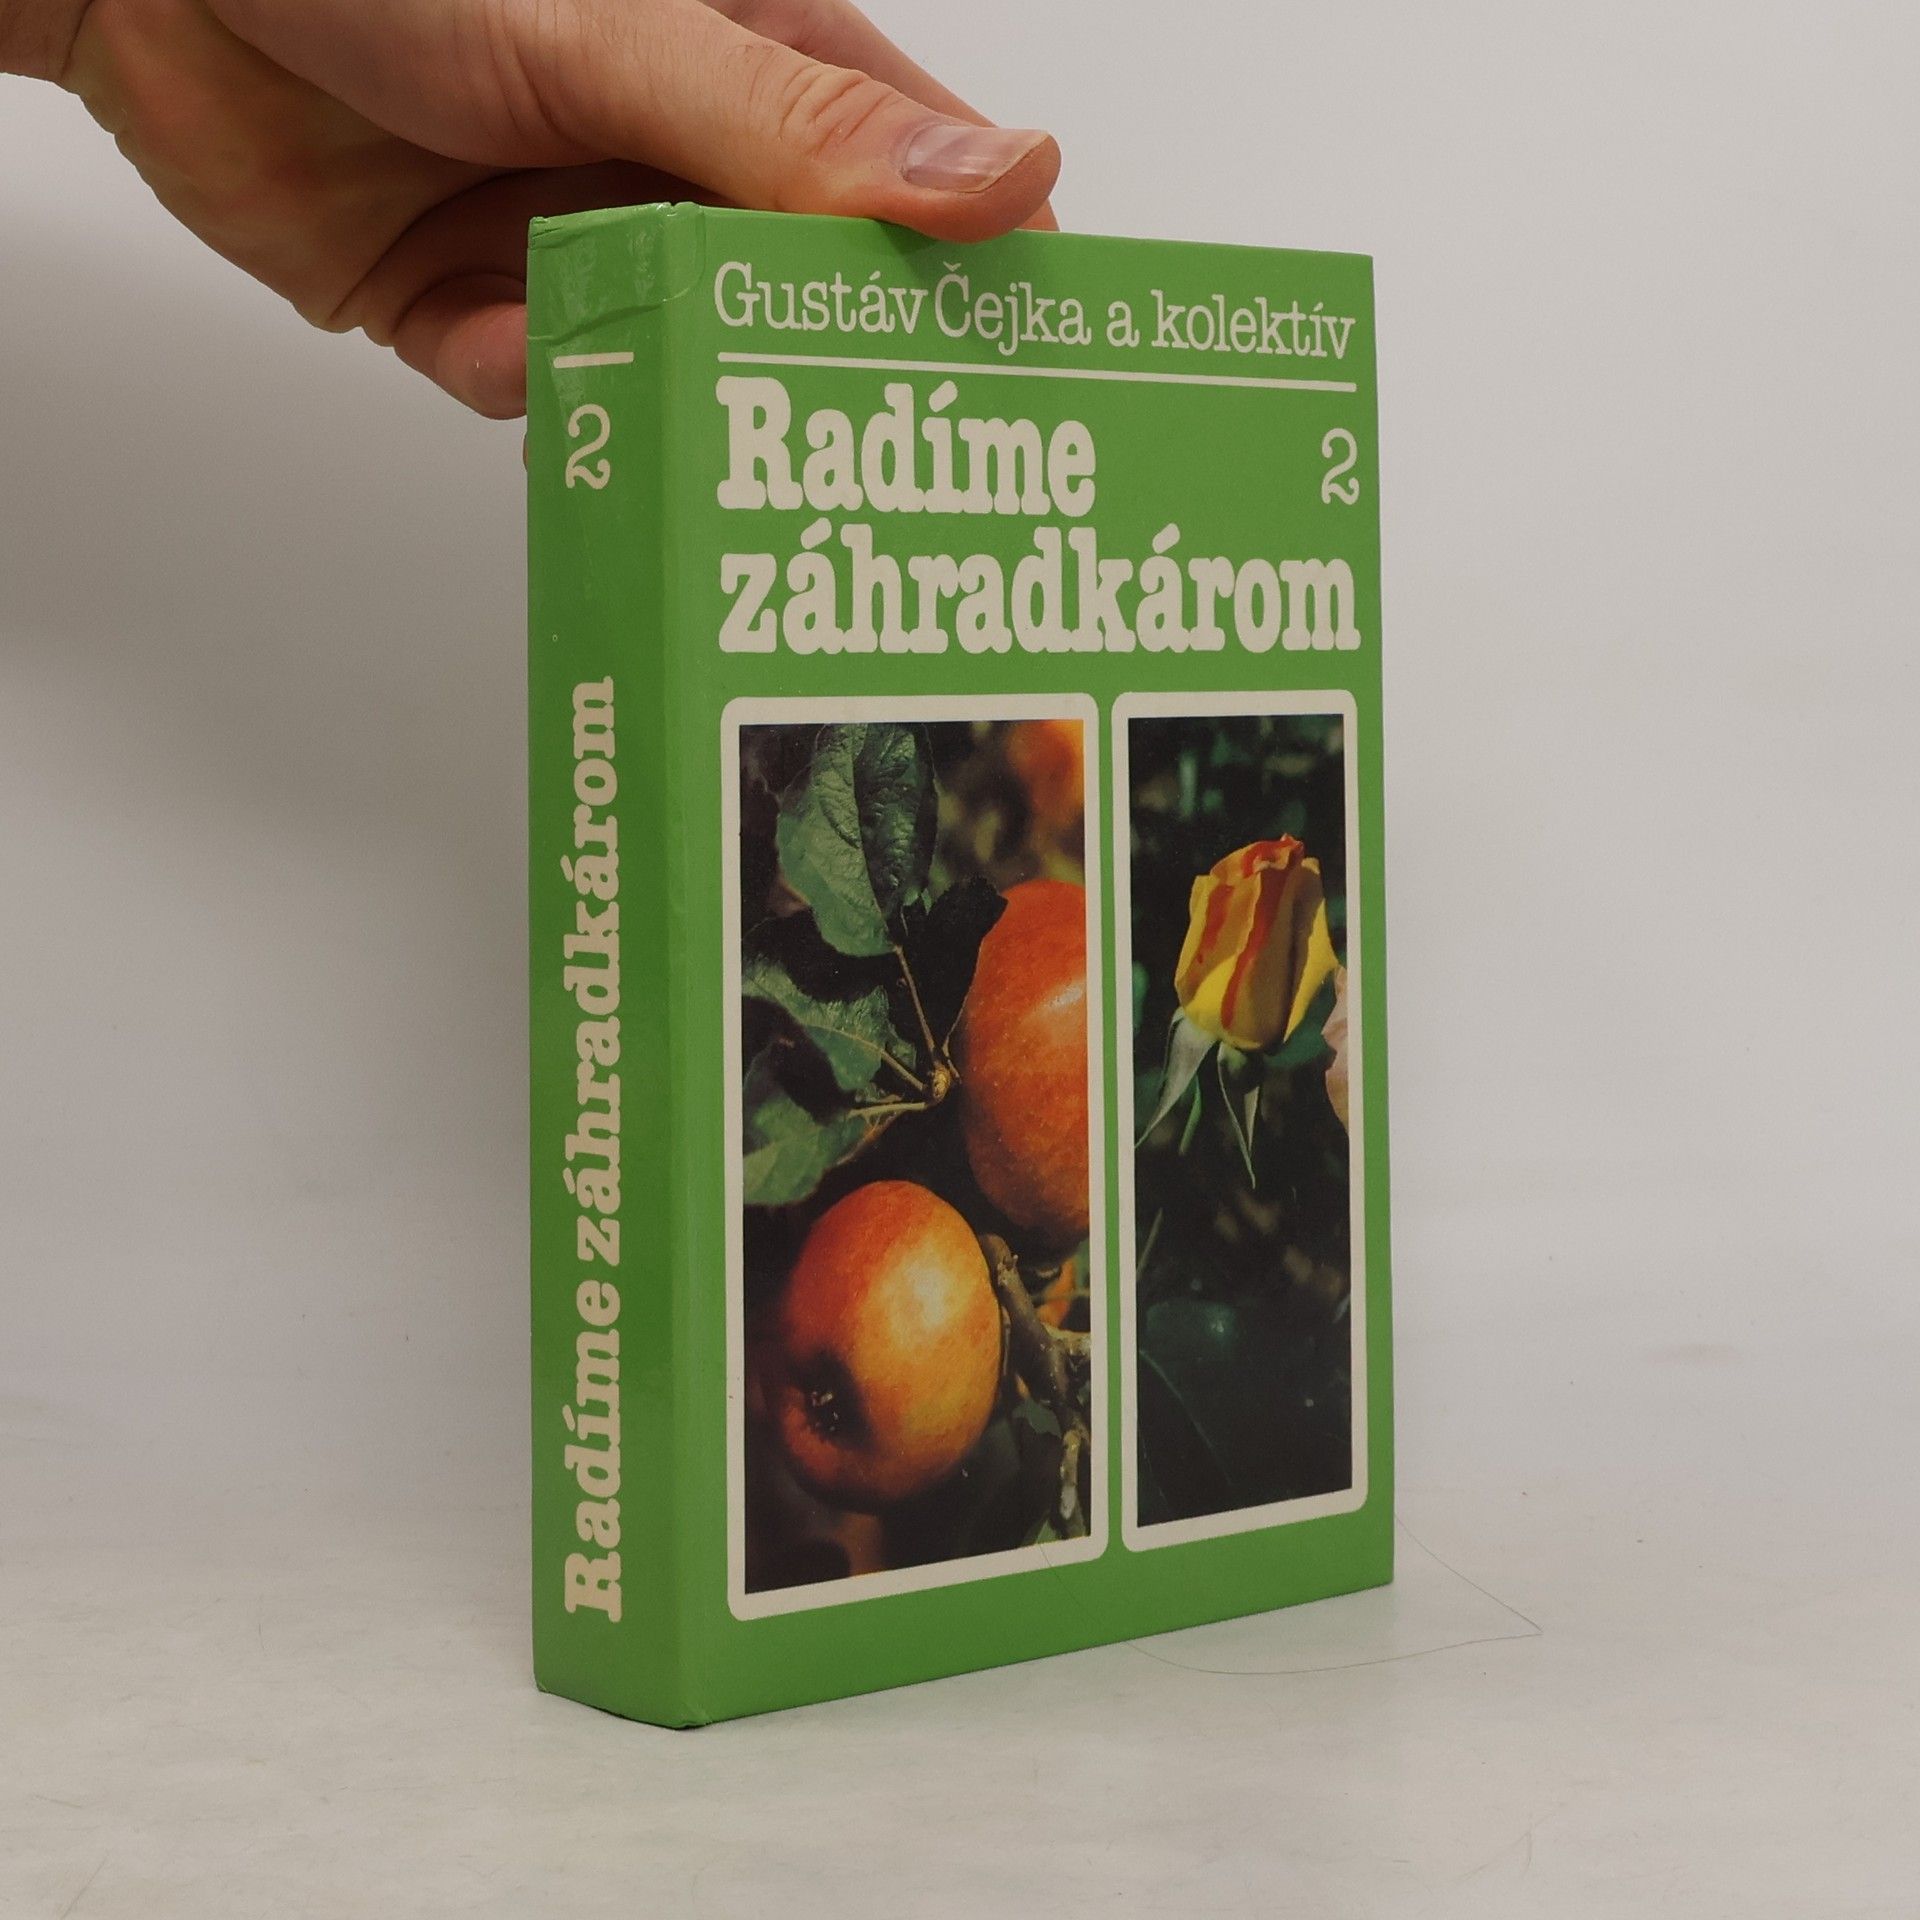 Gustáv Čejka a kolektív
Radíme 2
záhradkárom
Radíme záhradkárom 2